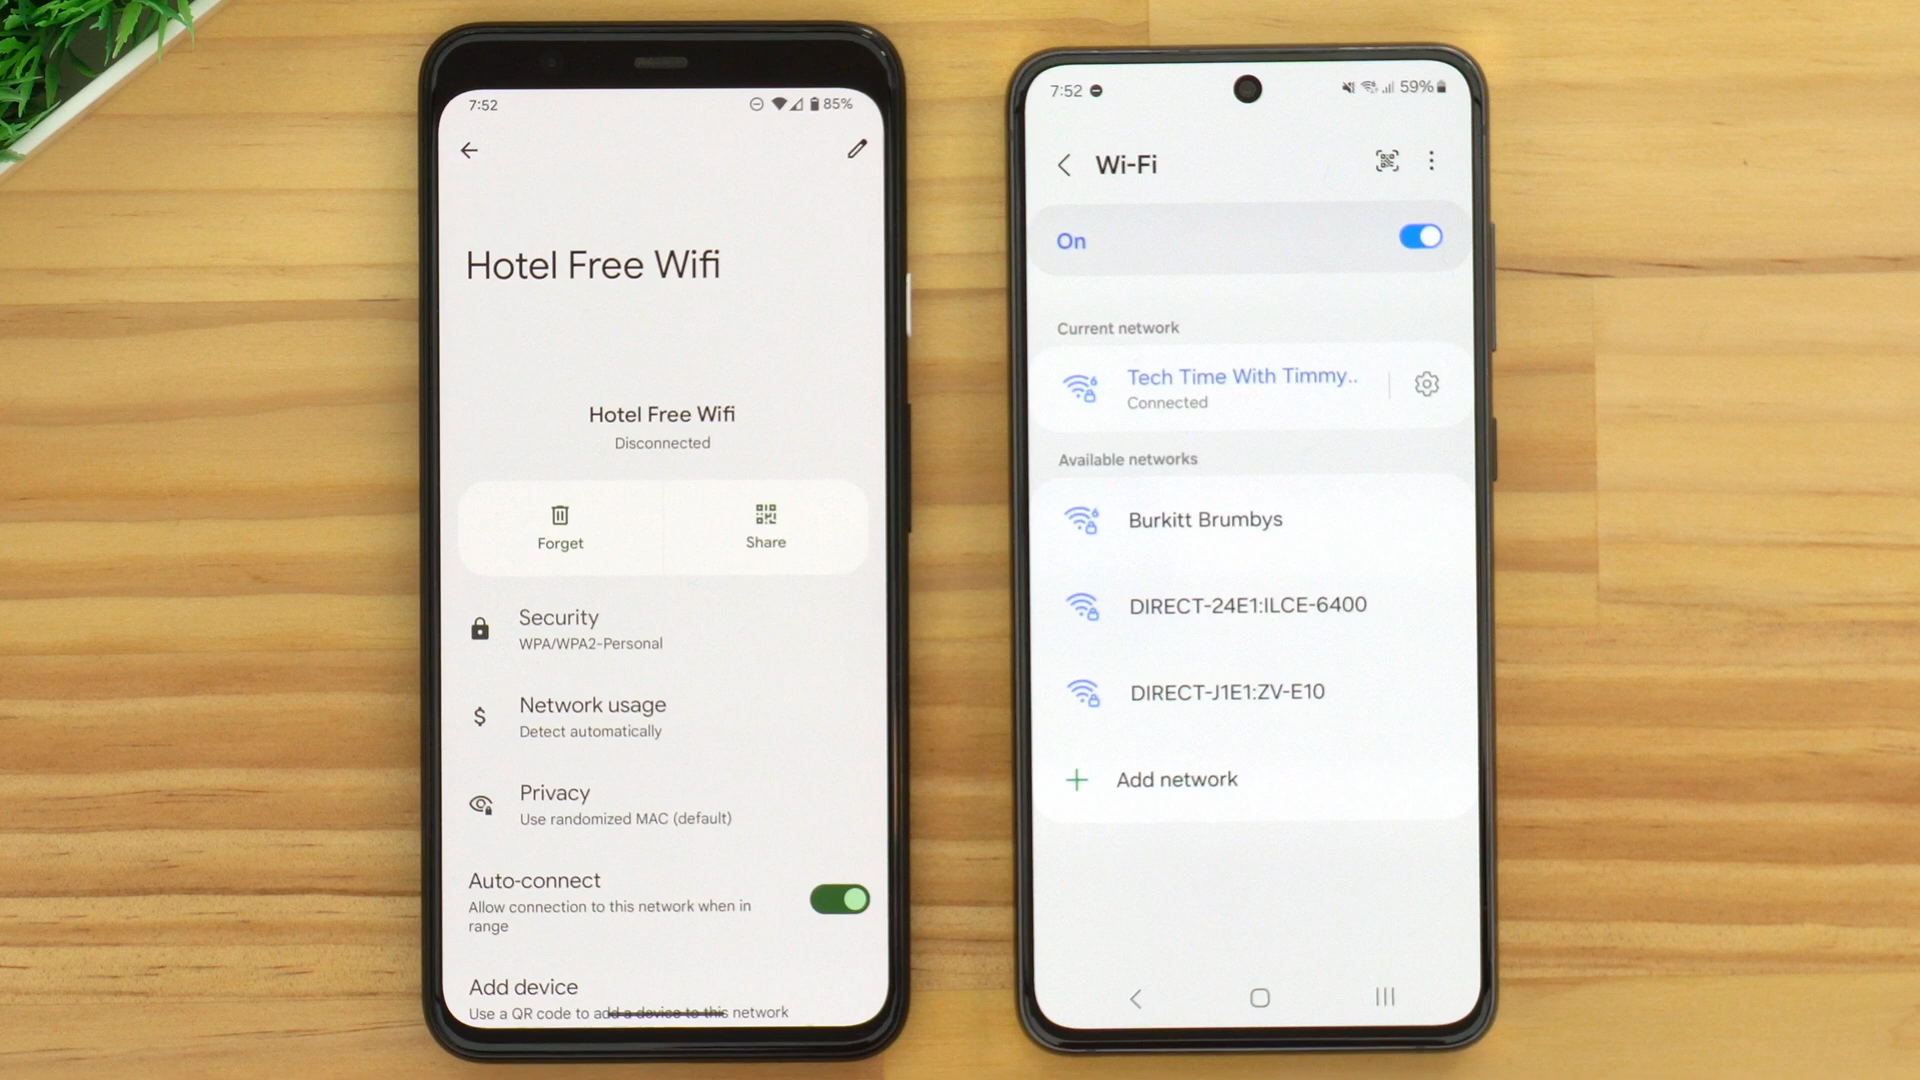 7:52
85%
Hotel Free Wifi
Hotel Free Wifi
Disconnected
Forget
Share
Security
WPA/WPA2-Personal
Network usage
Detect automatically
Privacy
Use randomized MAC (default)
Auto-connect
Allow connection to this network when in
range
Add device
Use a QR code to add a device to this network
7:52
59%
Wi-Fi
On
Current network
6
Tech Time With Timmy..
Connected
Available networks
6
Burkitt Brumbys
DIRECT-24E1:ILCE-6400
DIRECT-J1E1:ZV-E10
Add network